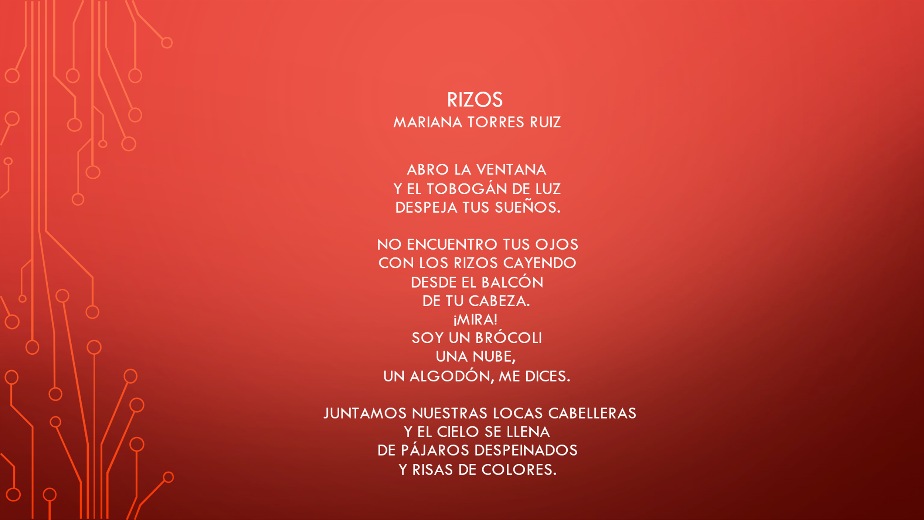 RIZOS
MARIANA TORRES RUIZ
ABRO LA VENTANA
Y EL TOBOGÁN DE LUZ
DESPEJA TUS SUEÑOS.
NO ENCUENTRO TUS OJOS
CON LOS RIZOS CAYENDO
DESDE EL BALCÓN
DE TU CABEZA.
¡MIRA!
SOY UN BRÓCOLI
UNA NUBE,
UN ALGODÓN, ME DICES.
JUNTAMOS NUESTRAS LOCAS CABELLERAS
Y EL CIELO SE LLENA
DE PÁJAROS DESPEINADOS
Y RISAS DE COLORES.